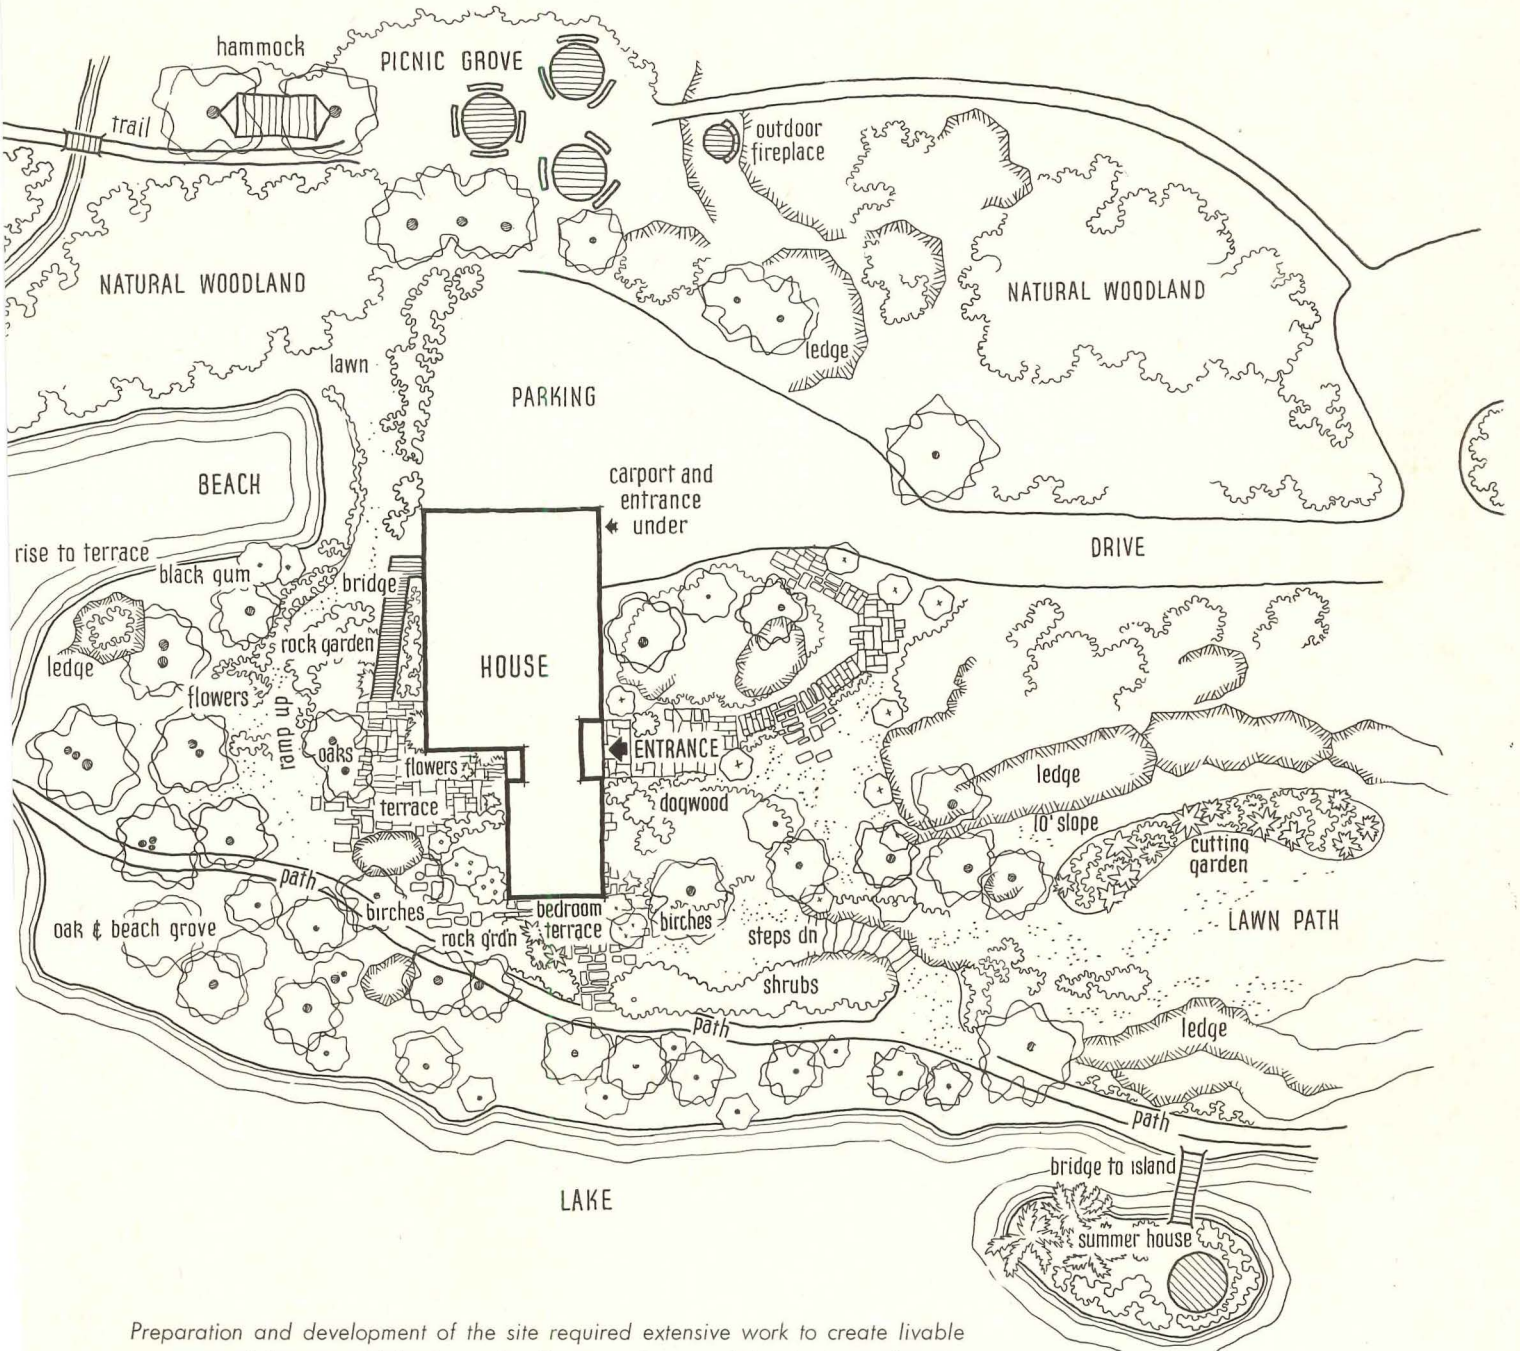 hammock
PICNIC GROVE
trail
outdoor
fireplace
NATURAL WOODLAND
NATURAL WOODLAND
ledge
lawn
PARKING
BEACH
carport and
entrance
under
rise to terrace
DRIVE
black gum
bridge
rock garden
ledge
HOUSE
flowers
ramp up
oaks
ENTRANCE
flowers
ledge
terrace
dogwood
10' slope
cutting
garden
path
birches
bedroom
terrace
birches
LAWN PATH
oak & beach grove
rock g'rd'n
steps dn
shrubs
path
ledge
path
bridge to island
LAKE
summer house
Preparation and development of the site required extensive work to create livable